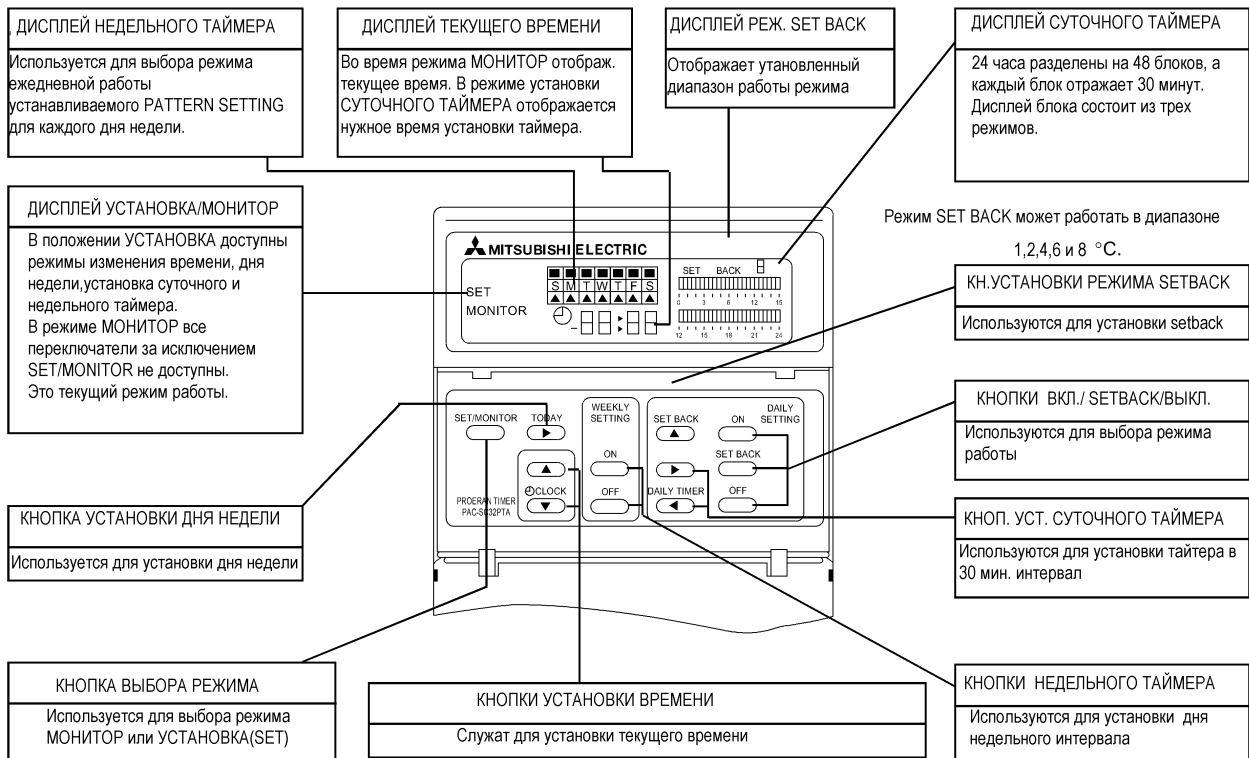 . ДИСПЛЕЙ НЕДЕЛЬНОГО ТАЙМЕРА
Используется для выбора режима
ежедневной работы
устанавливаемого PATTERN SETTING
для каждого дня недели.
ДИСПЛЕЙ ТЕКУЩЕГО ВРЕМЕНИ
Во время режима МОНИТОР отображ.
текущее время. В режиме установки
СУТОЧНОГО ТАЙМЕРА отображается
нужное время установки таймера.
ДИСПЛЕЙ РЕЖ. SET BACK
Отображает утановленный
диапазон работы режима
ДИСПЛЕЙ СУТОЧНОГО ТАЙМЕРА
24 часа разделены на 48 блоков, а
каждый блок отражает 30 минут.
Дисплей блока состоит из трех
режимов.
ДИСПЛЕЙ УСТАНОВКА/МОНИТОР
В положении УСТАНОВКА доступны
режимы изменения времени, дня
недели,установка суточного и
недельного таймера.
В режиме МОНИТОР все
переключатели за исключением
SET/MONITOR не доступны.
Это текущий режим работы.
Режим SET BACK может работать в диапазоне
1,2,4,6 и 8 °C.
MITSUBISHI ELECTRIC
SET
MONITOR
S M T W T F S
SET BACK
0 3 6 12 15
12 15 18 21 24
КН.УСТАНОВКИ РЕЖИМА SETBACK
Используются для установки setback
SET/MONITOR
TODAY
CLOCK
PROERAN TIMER
PAC-SC32PTA
WEEKLY
SETTING
ON
OFF
SET BACK
DAILY TIMER
DAILY
SETTING
ON
SET BACK
OFF
КНОПКИ ВКЛ./ SETBACK/ВЫКЛ.
Используются для выбора режима
работы
КНОПКА УСТАНОВКИ ДНЯ НЕДЕЛИ
Используется для установки дня недели
КНОП. УСТ. СУТОЧНОГО ТАЙМЕРА
Используются для установки тайтера в
30 мин. интервал
КНОПКА ВЫБОРА РЕЖИМА
Используется для выбора режима
МОНИТОР или УСТАНОВКА(SET)
КНОПКИ УСТАНОВКИ ВРЕМЕНИ
Служат для установки текущего времени
КНОПКИ НЕДЕЛЬНОГО ТАЙМЕРА
Используются для установки дня
недельного интервала